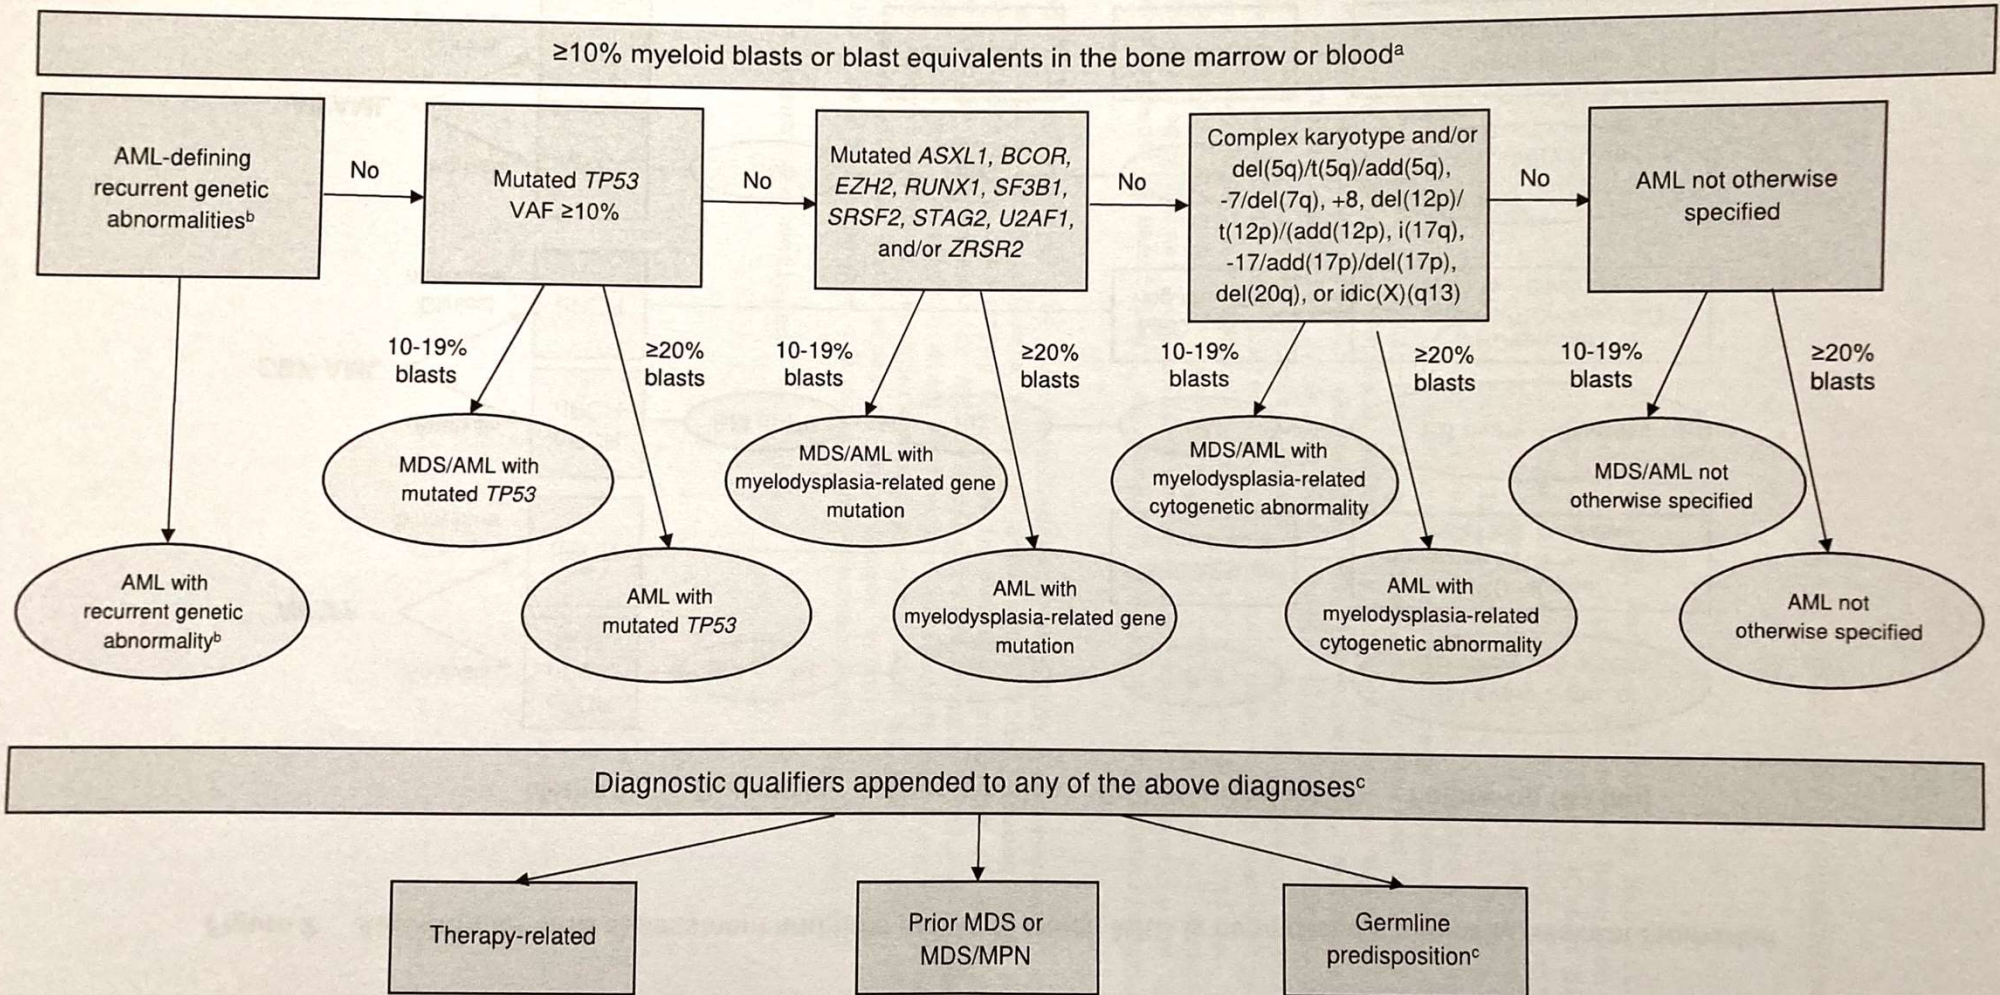 ≥10% myeloid blasts or blast equivalents in the bone marrow or bloodᵃ
AML-defining
recurrent genetic
abnormalitiesᵇ
No
Mutated TP53
VAF ≥10%
No
Mutated ASXL1, BCOR,
EZH2, RUNX1, SF3B1,
SRSF2, STAG2, U2AF1,
and/or ZRSR2
No
Complex karyotype and/or
del(5q)/t(5q)/add(5q),
-7/del(7q), +8, del(12p)/
t(12p)/(add(12p), i(17q),
-17/add(17p)/del(17p),
del(20q), or idic(X)(q13)
No
AML not otherwise
specified
10-19%
blasts
≥20%
blasts
10-19%
blasts
≥20%
blasts
10-19%
blasts
≥20%
blasts
10-19%
blasts
≥20%
blasts
MDS/AML with
mutated TP53
MDS/AML with
myelodysplasia-related gene
mutation
MDS/AML with
myelodysplasia-related
cytogenetic abnormality
MDS/AML not
otherwise specified
AML with
recurrent genetic
abnormalityᵇ
AML with
mutated TP53
AML with
myelodysplasia-related gene
mutation
AML with
myelodysplasia-related
cytogenetic abnormality
AML not
otherwise specified
Diagnostic qualifiers appended to any of the above diagnosesᶜ
Therapy-related
Prior MDS or
MDS/MPN
Germline
predispositionᶜ